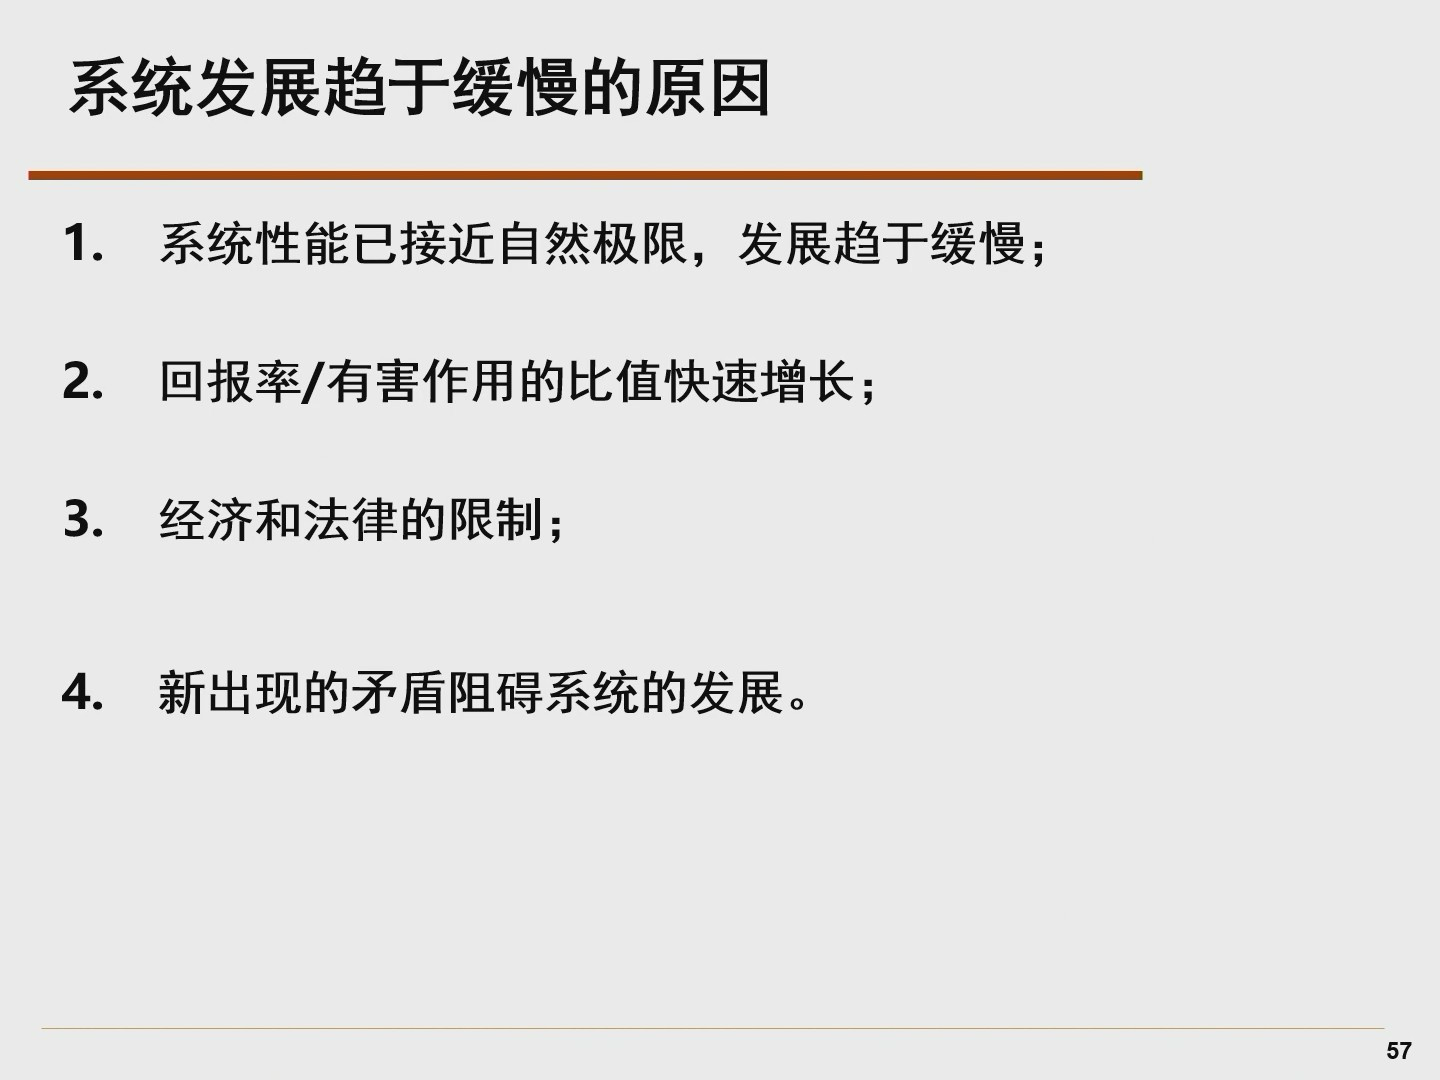 系统发展趋于缓慢的原因
1. 系统性能已接近自然极限，发展趋于缓慢；
2. 回报率/有害作用的比值快速增长；
3. 经济和法律的限制；
4. 新出现的矛盾阻碍系统的发展。
57